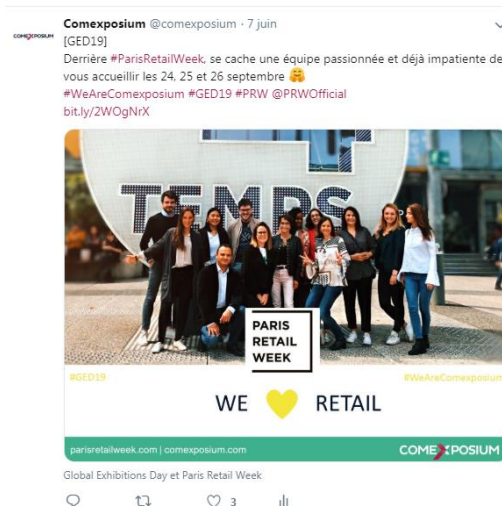 Comexposium @comexposium · 7 juin
COMEXPOSIUM
[GED19]
Derrière #ParisRetailWeek, se cache une équipe passionnée et déjà impatiente de
vous accueillir les 24, 25 et 26 septembre 🤗
#WeAreComexposium #GED19 #PRW @PRWOfficial
bit.ly/2WOgNrX
TEMPS
PARIS
RETAIL
WEEK
#GED19
#WeAreComexposium
WE 💛 RETAIL
parisretailweek.com | comexposium.com
COMEXPOSIUM
Global Exhibitions Day et Paris Retail Week
3